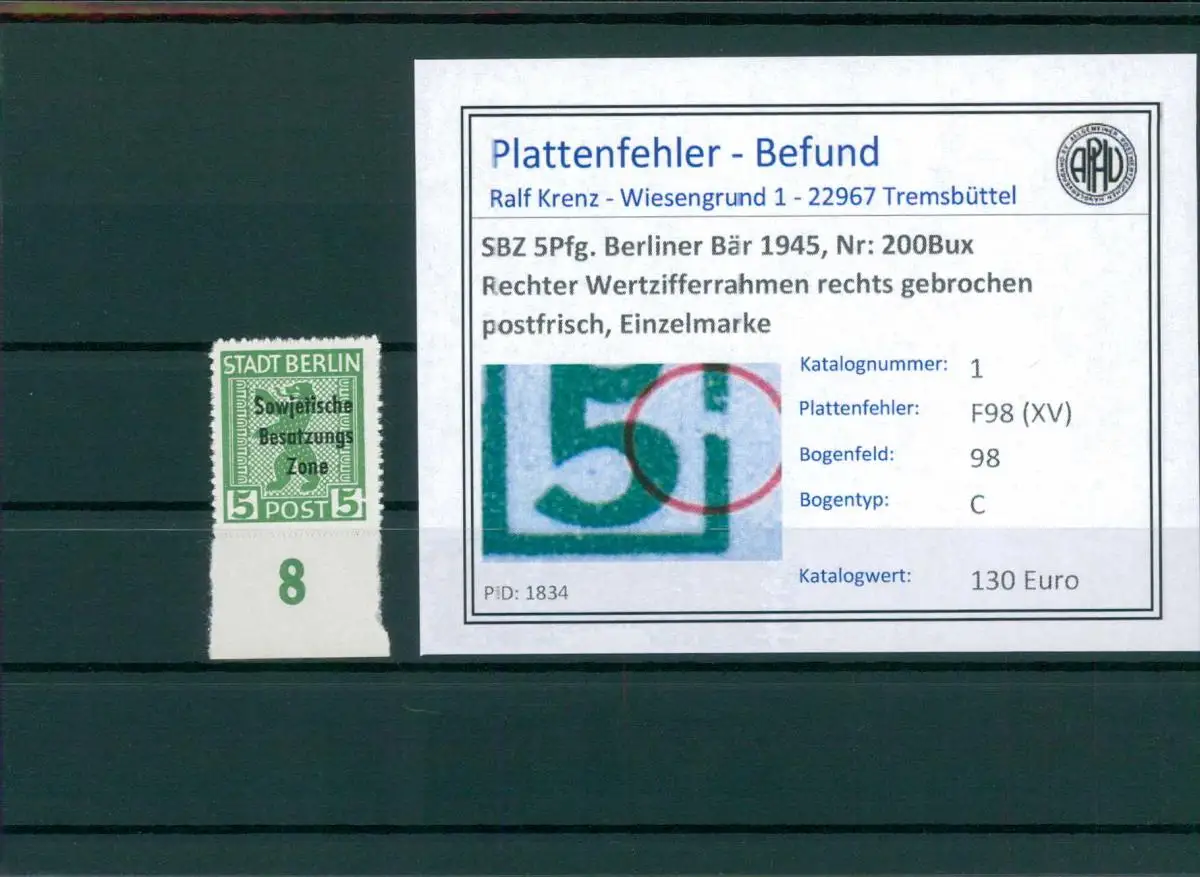 STADT BERLIN
Sowjetische
Besatzungs
Zone
5 POST 5
8
Plattenfehler - Befund
Ralf Krenz - Wiesengrund 1 - 22967 Tremsbüttel
APHV
SBZ 5Pfg. Berliner Bär 1945, Nr: 200Bux
Rechter Wertzifferrahmen rechts gebrochen
postfrisch, Einzelmarke
5
Katalognummer: 1
Plattenfehler: F98 (XV)
Bogenfeld: 98
Bogentyp: C
Katalogwert: 130 Euro
PID: 1834